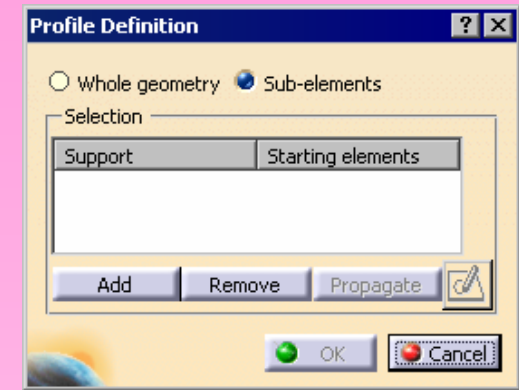 Profile Definition
Whole geometry Sub-elements
Selection
Support Starting elements
Add Remove Propagate
OK Cancel